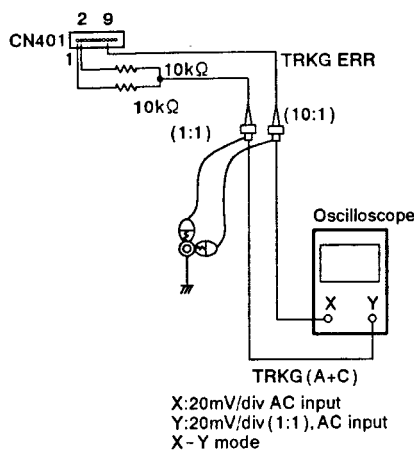 2 9
CN401
1
TRKG ERR
10kΩ
10kΩ
(1:1)
(10:1)
Oscilloscope
X Y
TRKG (A+C)
X:20mV/div AC input
Y:20mV/div (1:1), AC input
X-Y mode